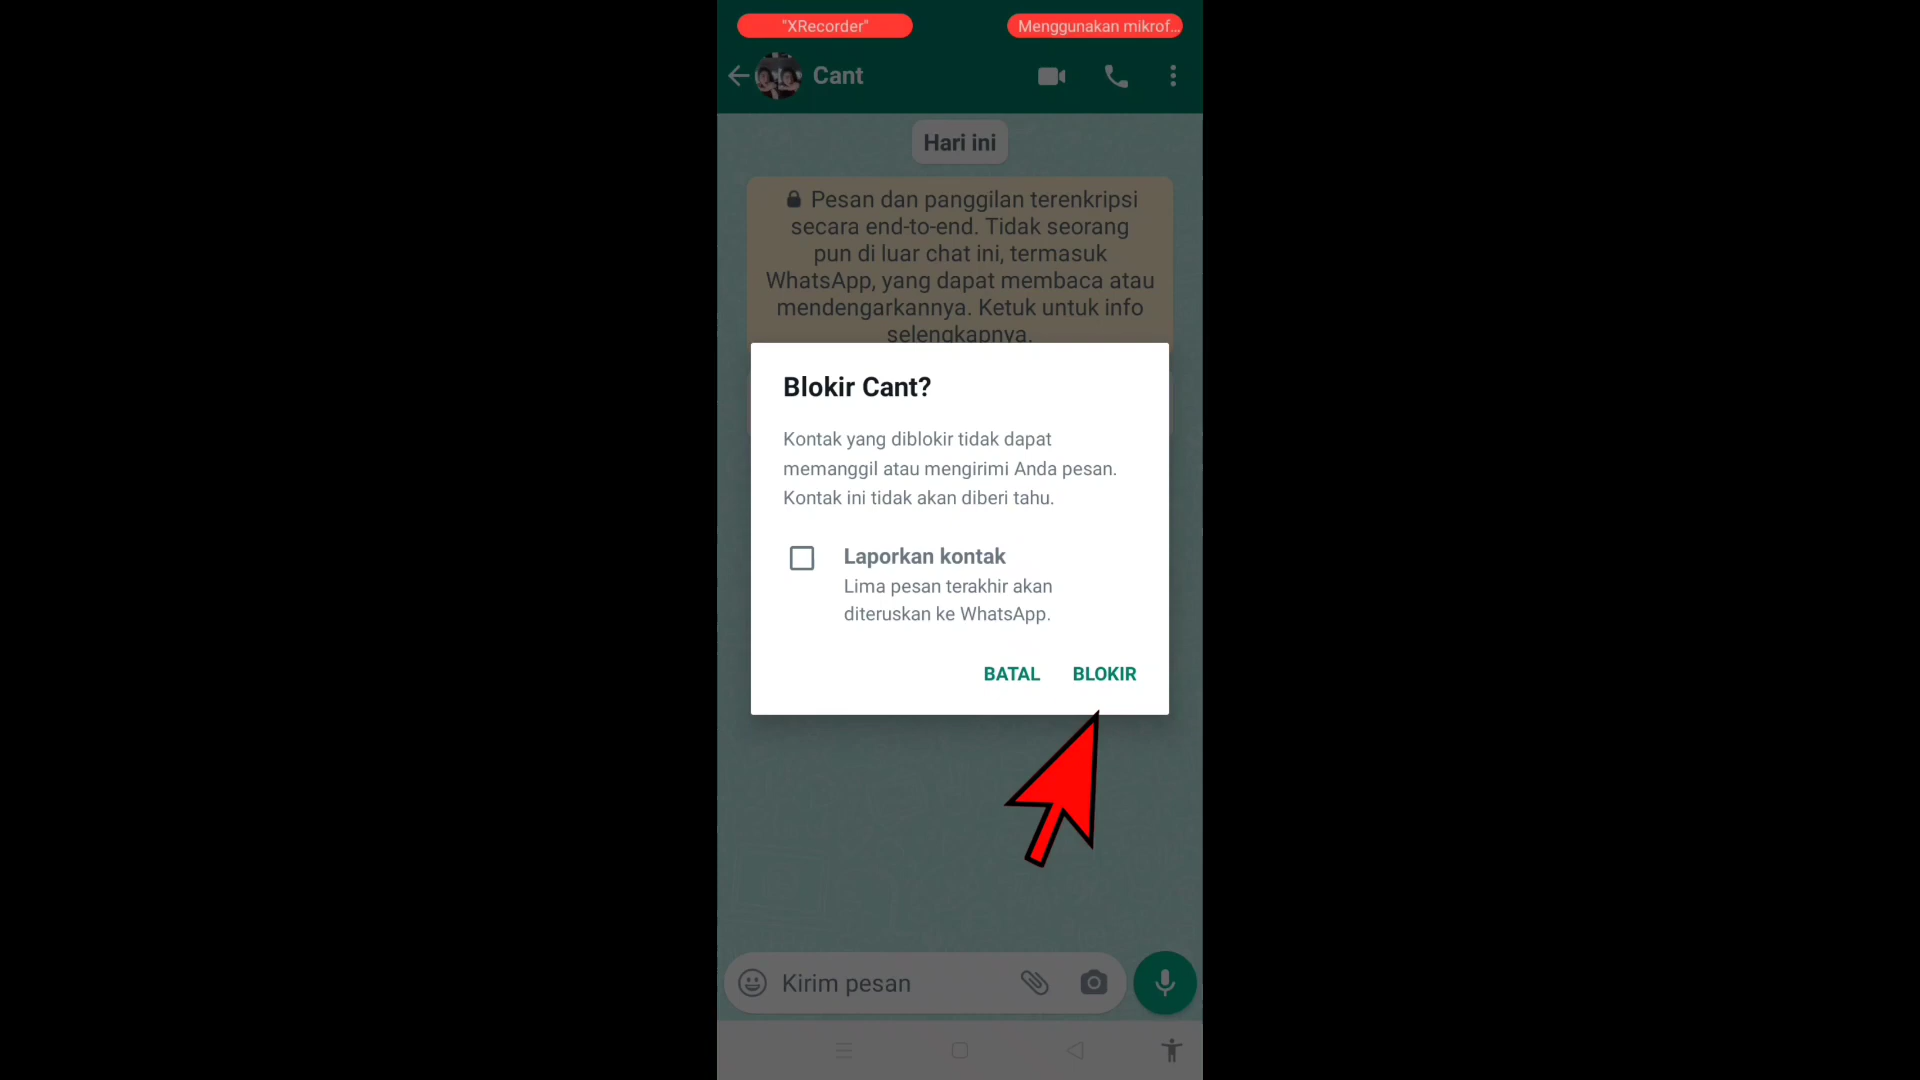 "XRecorder"
Menggunakan mikrof...
Cant
Hari ini
Pesan dan panggilan terenkripsi
secara end-to-end. Tidak seorang
pun di luar chat ini, termasuk
WhatsApp, yang dapat membaca atau
mendengarkannya. Ketuk untuk info
selengkapnya.
Blokir Cant?
Kontak yang diblokir tidak dapat
memanggil atau mengirimi Anda pesan.
Kontak ini tidak akan diberi tahu.
Laporkan kontak
Lima pesan terakhir akan
diteruskan ke WhatsApp.
BATAL
BLOKIR
Kirim pesan